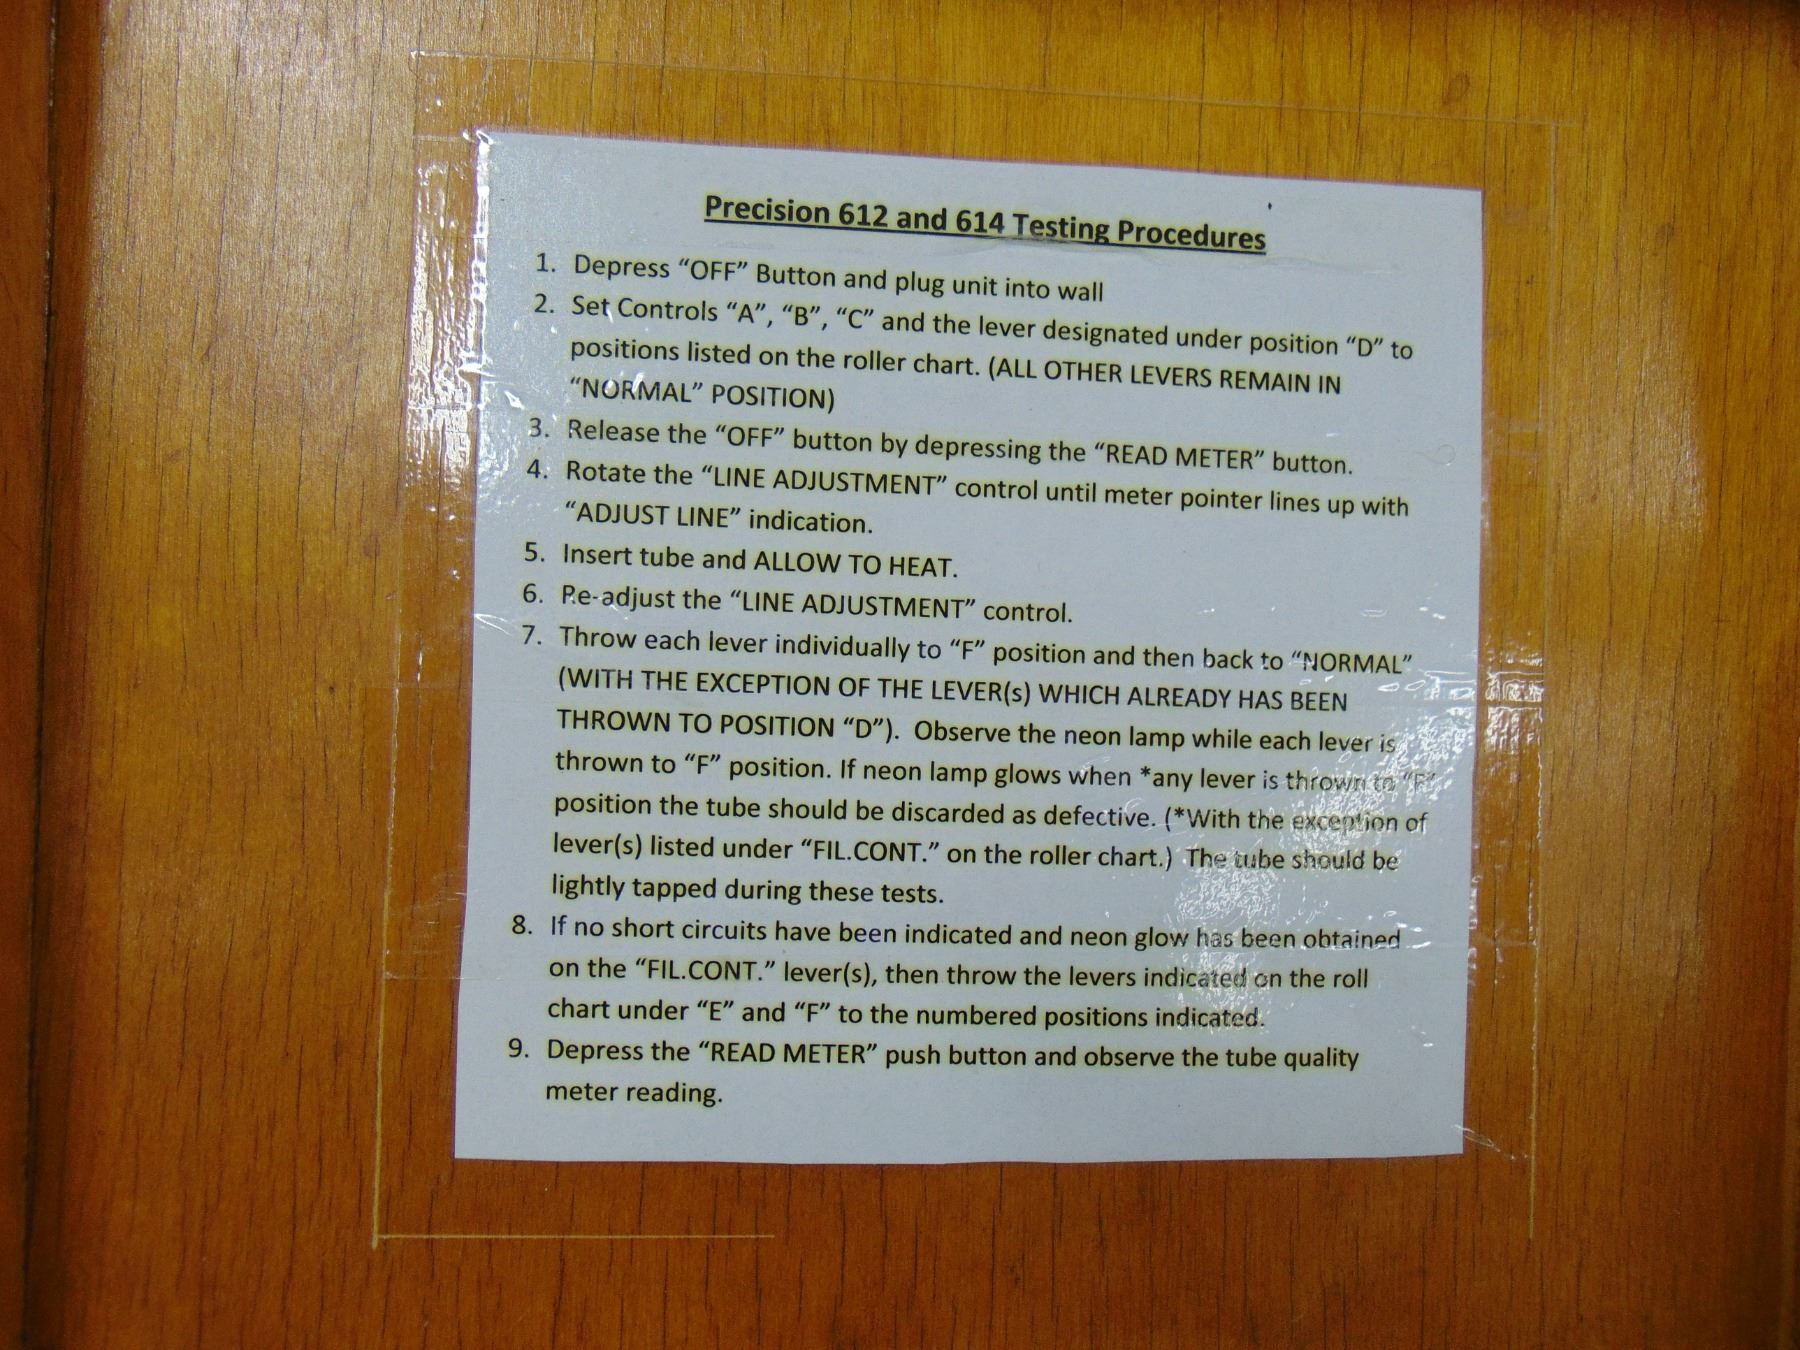 Precision 612 and 614 Testing Procedures
1. Depress “OFF” Button and plug unit into wall
2. Set Controls “A”, “B”, “C” and the lever designated under position “D” to
positions listed on the roller chart. (ALL OTHER LEVERS REMAIN IN
“NORMAL” POSITION)
3. Release the “OFF” button by depressing the “READ METER” button.
4. Rotate the “LINE ADJUSTMENT” control until meter pointer lines up with
“ADJUST LINE” indication.
5. Insert tube and ALLOW TO HEAT.
6. Re-adjust the “LINE ADJUSTMENT” control.
7. Throw each lever individually to “F” position and then back to “NORMAL”
(WITH THE EXCEPTION OF THE LEVER(s) WHICH ALREADY HAS BEEN
THROWN TO POSITION “D”). Observe the neon lamp while each lever is
thrown to “F” position. If neon lamp glows when *any lever is thrown to “F”
position the tube should be discarded as defective. (*With the exception of
lever(s) listed under “FIL.CONT.” on the roller chart.) The tube should be
lightly tapped during these tests.
8. If no short circuits have been indicated and neon glow has been obtained
on the “FIL.CONT.” lever(s), then throw the levers indicated on the roll
chart under “E” and “F” to the numbered positions indicated.
9. Depress the “READ METER” push button and observe the tube quality
meter reading.